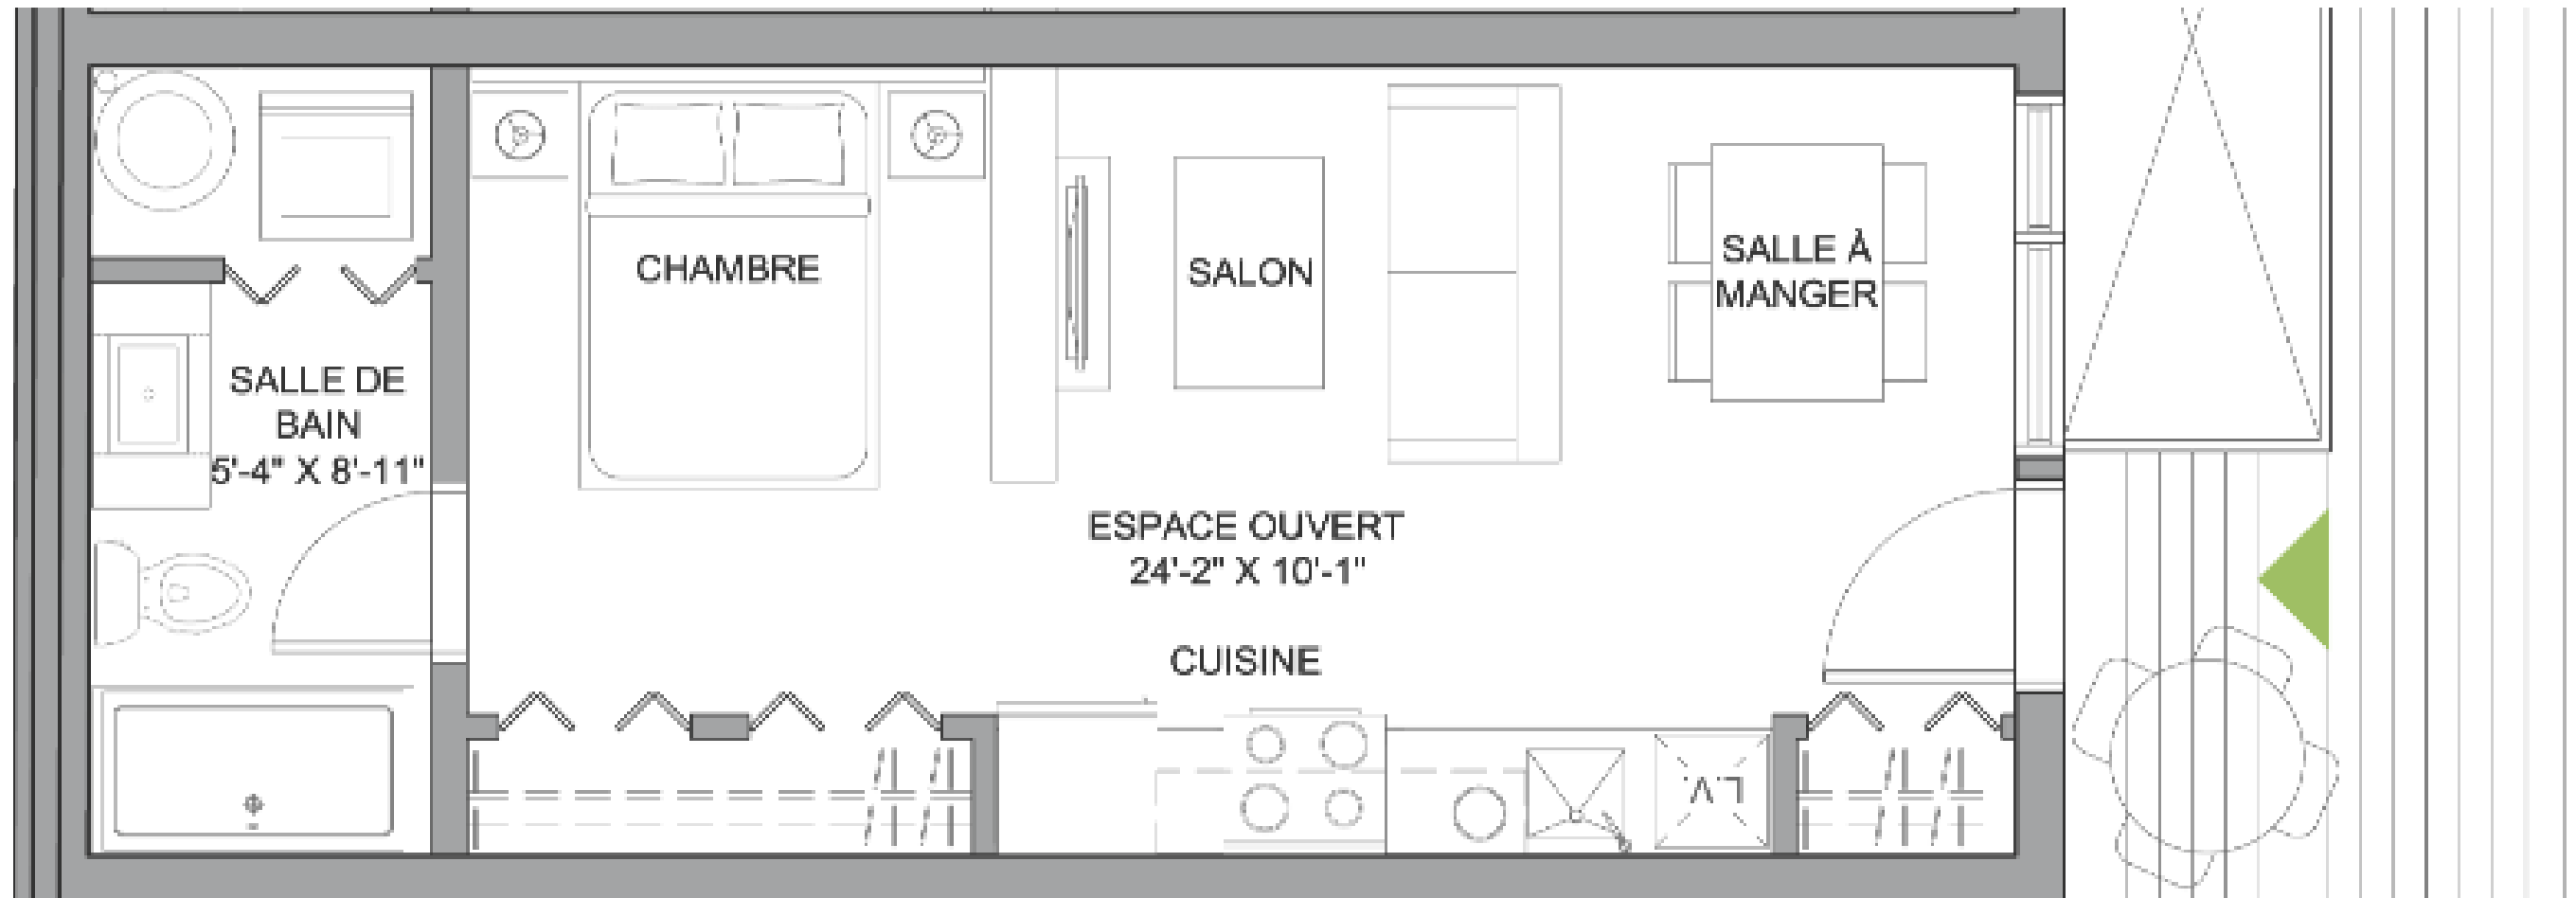 CHAMBRE
SALON
SALLE À
MANGER
SALLE DE
BAIN
5'-4" X 8'-11"
ESPACE OUVERT
24'-2" X 10'-1"
CUISINE
L.V.